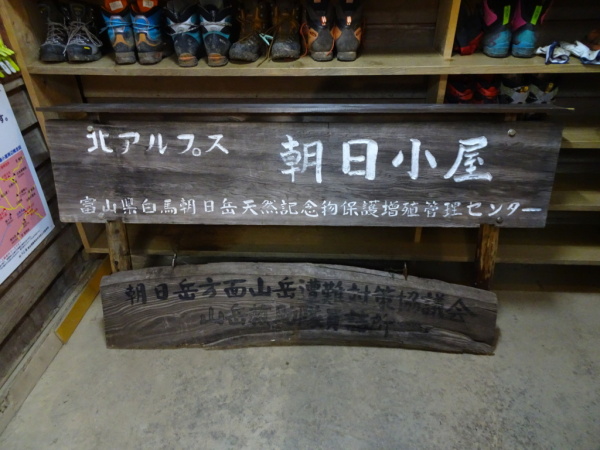 北アルプス 朝日小屋
富山県白馬朝日岳天然記念物保護増殖管理センター
朝日岳方面山岳遭難対策協議会
山岳